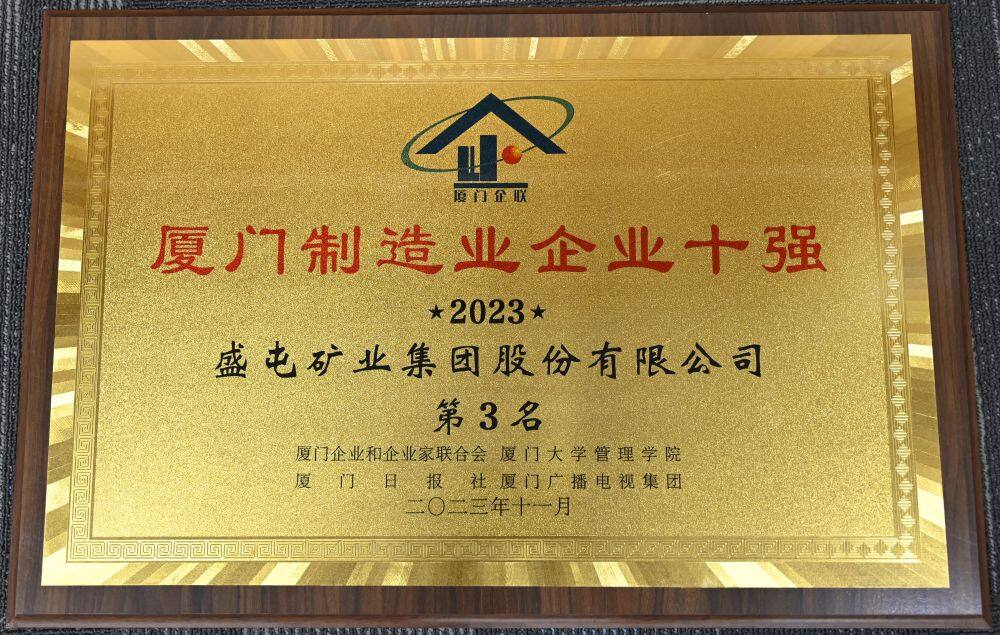 厦门企联
厦门制造业企业十强
★2023★
盛屯矿业集团股份有限公司
第3名
厦门企业和企业家联合会 厦门大学管理学院
厦门日报社 厦门广播电视集团
二〇二三年十一月